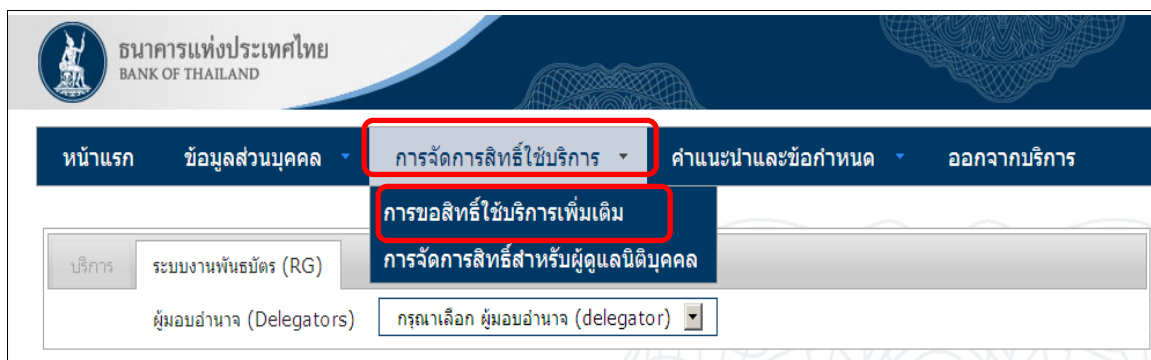 ธนาคารแห่งประเทศไทย
BANK OF THAILAND
หน้าแรก ข้อมูลส่วนบุคคล การจัดการสิทธิ์ใช้บริการ คำแนะนำและข้อกำหนด ออกจากบริการ
การขอสิทธิ์ใช้บริการเพิ่มเติม
การจัดการสิทธิ์สำหรับผู้ดูแลนิติบุคคล
บริการ ระบบงานพันธบัตร (RG)
ผู้มอบอำนาจ (Delegators) กรุณาเลือก ผู้มอบอำนาจ (delegator)